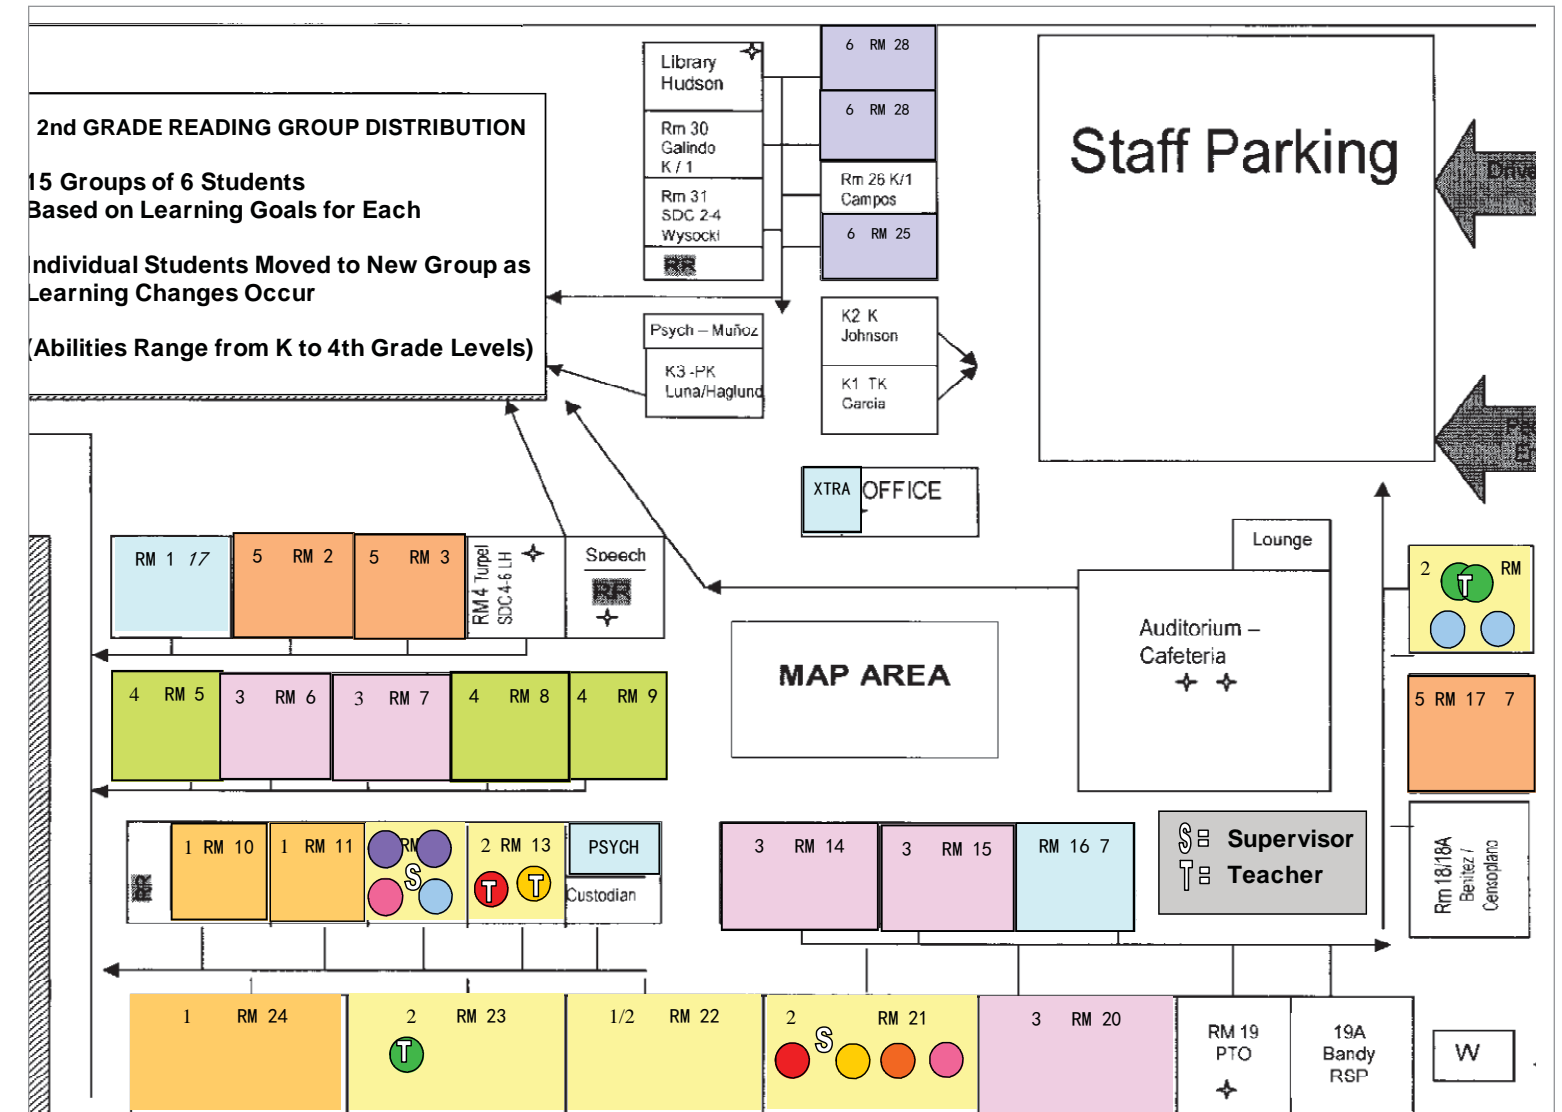 2nd GRADE READING GROUP DISTRIBUTION
15 Groups of 6 Students
Based on Learning Goals for Each
Individual Students Moved to New Group as
Learning Changes Occur
(Abilities Range from K to 4th Grade Levels)
Library
Hudson
Rm 30
Galindo
K / 1
Rm 31
SDC 2-4
Wysocki
RR
Psych – Muñoz
K3 -PK
Luna/Haglund
6 RM 28
6 RM 28
Rm 26 K/1
Campos
6 RM 25
K2 K
Johnson
K1 TK
Garcia
Staff Parking
Drive
XTRA
OFFICE
RM 1 17
5 RM 2
5 RM 3
RM 4 Turpel
SDC 4-6 LH
Speech
RR
Lounge
Auditorium –
Cafeteria
2 T RM
MAP AREA
4 RM 5
3 RM 6
3 RM 7
4 RM 8
4 RM 9
5 RM 17 7
1 RM 10
1 RM 11
RM
S
2 RM 13
T T
PSYCH
Custodian
RR
3 RM 14
3 RM 15
RM 16 7
S = Supervisor
T = Teacher
Rm 18/18A
Benitez /
Censoplano
1 RM 24
2 RM 23
T
1/2 RM 22
2 RM 21
S
3 RM 20
RM 19
PTO
19A
Bandy
RSP
W